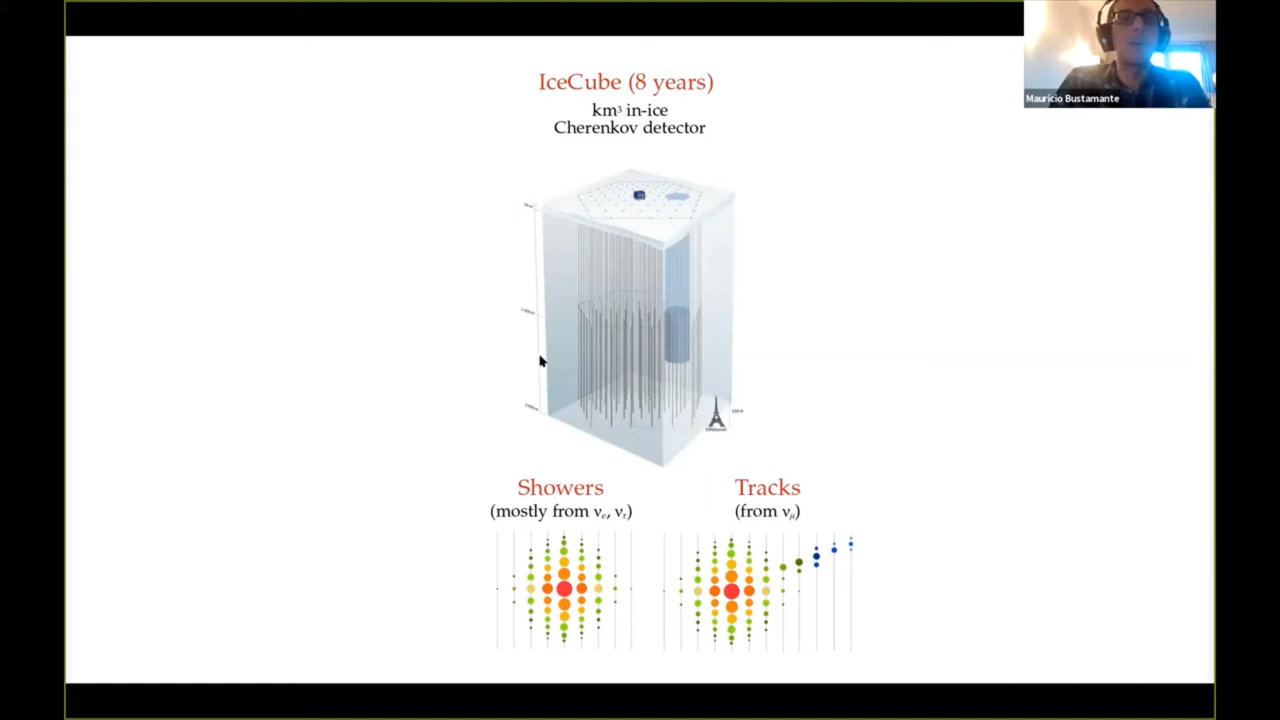 Mauricio Bustamante
IceCube (8 years)
km³ in-ice
Cherenkov detector
Showers
(mostly from νe, ντ)
Tracks
(from νμ)